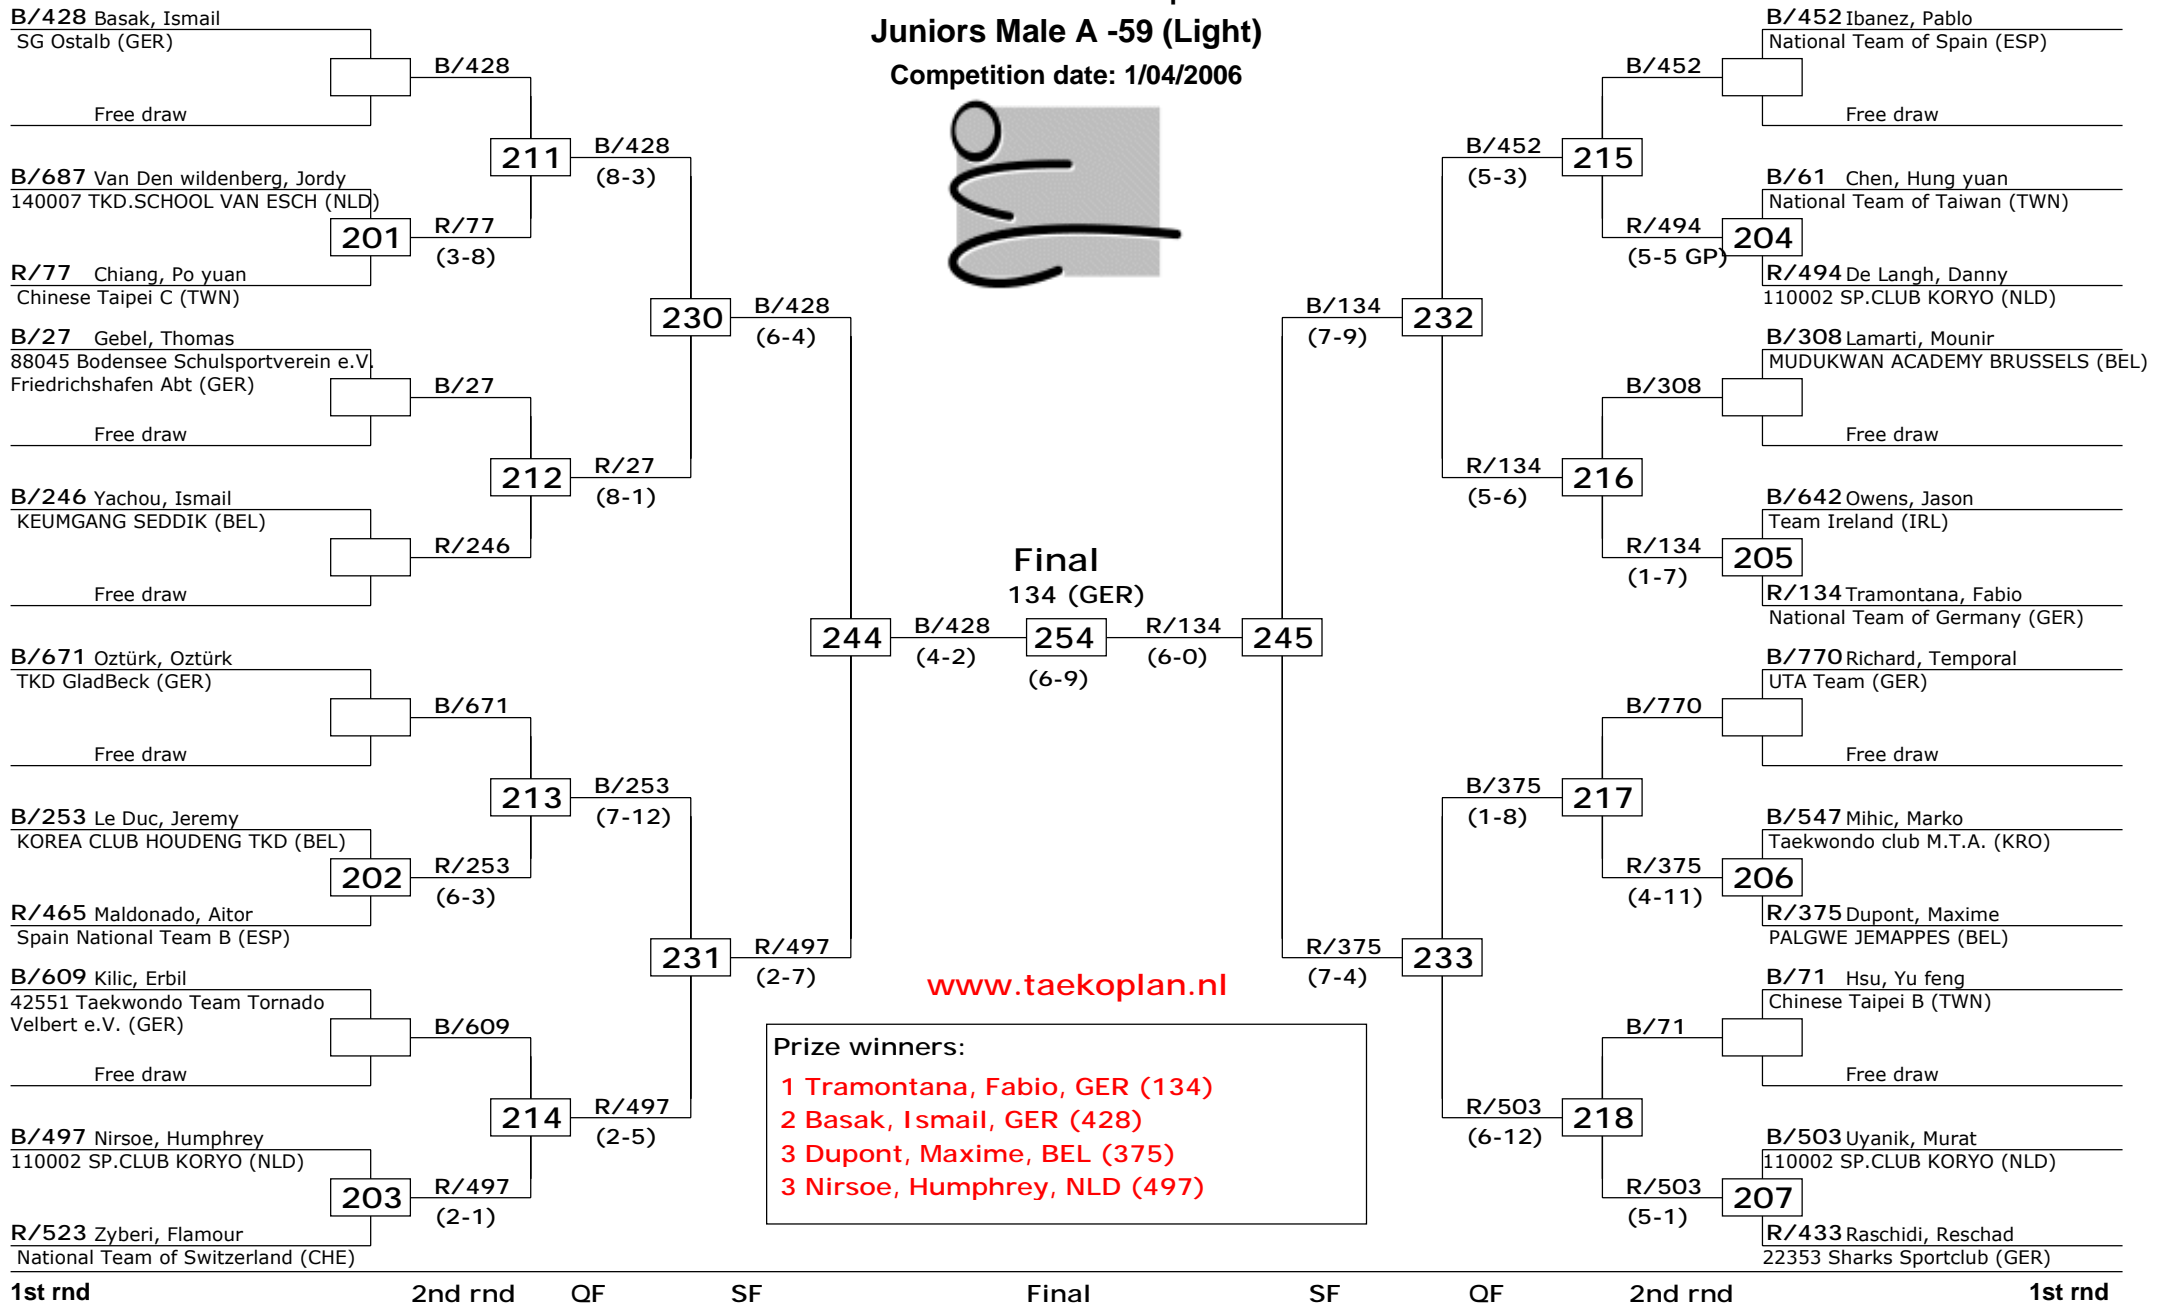 Juniors Male A -59 (Light)
Competition date: 1/04/2006
B/428 Basak, Ismail
SG Ostalb (GER)
Free draw
B/687 Van Den wildenberg, Jordy
140007 TKD.SCHOOL VAN ESCH (NLD)
R/77 Chiang, Po yuan
Chinese Taipei C (TWN)
B/27 Gebel, Thomas
88045 Bodensee Schulsportverein e.V.
Friedrichshafen Abt (GER)
Free draw
B/246 Yachou, Ismail
KEUMGANG SEDDIK (BEL)
Free draw
B/671 Oztürk, Oztürk
TKD GladBeck (GER)
Free draw
B/253 Le Duc, Jeremy
KOREA CLUB HOUDENG TKD (BEL)
R/465 Maldonado, Aitor
Spain National Team B (ESP)
B/609 Kilic, Erbil
42551 Taekwondo Team Tornado
Velbert e.V. (GER)
Free draw
B/497 Nirsoe, Humphrey
110002 SP.CLUB KORYO (NLD)
R/523 Zyberi, Flamour
National Team of Switzerland (CHE)
201
202
203
B/428
R/77
(3-8)
B/27
R/246
B/671
R/253
(6-3)
B/609
R/497
(2-1)
211
212
213
214
B/428
(8-3)
R/27
(8-1)
B/253
(7-12)
R/497
(2-5)
230
231
B/428
(6-4)
R/497
(2-7)
244
B/428
(4-2)
Final
134 (GER)
254
(6-9)
R/134
(6-0)
245
B/134
(7-9)
R/375
(7-4)
232
233
B/452
(5-3)
R/134
(5-6)
B/375
(1-8)
R/503
(6-12)
215
216
217
218
B/452
R/494
(5-5 GP)
B/308
R/134
(1-7)
B/770
R/375
(4-11)
B/71
R/503
(5-1)
204
205
206
207
B/452 Ibanez, Pablo
National Team of Spain (ESP)
Free draw
B/61 Chen, Hung yuan
National Team of Taiwan (TWN)
R/494 De Langh, Danny
110002 SP.CLUB KORYO (NLD)
B/308 Lamarti, Mounir
MUDUKWAN ACADEMY BRUSSELS (BEL)
Free draw
B/642 Owens, Jason
Team Ireland (IRL)
R/134 Tramontana, Fabio
National Team of Germany (GER)
B/770 Richard, Temporal
UTA Team (GER)
Free draw
B/547 Mihic, Marko
Taekwondo club M.T.A. (KRO)
R/375 Dupont, Maxime
PALGWE JEMAPPES (BEL)
B/71 Hsu, Yu feng
Chinese Taipei B (TWN)
Free draw
B/503 Uyanik, Murat
110002 SP.CLUB KORYO (NLD)
R/433 Raschidi, Reschad
22353 Sharks Sportclub (GER)
www.taekoplan.nl
Prize winners:
1 Tramontana, Fabio, GER (134)
2 Basak, Ismail, GER (428)
3 Dupont, Maxime, BEL (375)
3 Nirsoe, Humphrey, NLD (497)
1st rnd 2nd rnd QF SF Final SF QF 2nd rnd 1st rnd